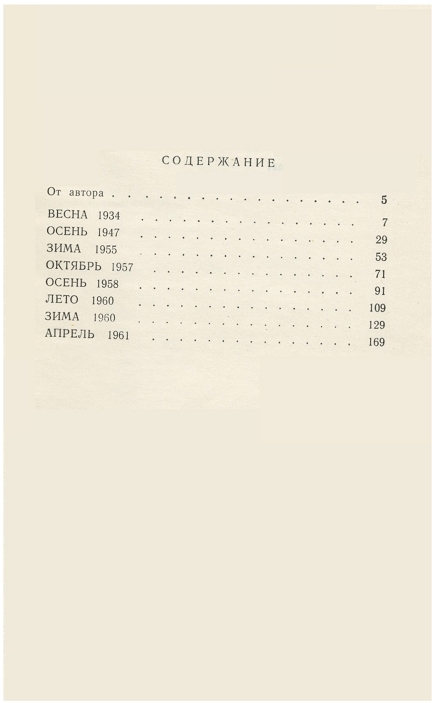 СОДЕРЖАНИЕ
От автора . . . . . . . . . . . . . . . . . . 5
ВЕСНА 1934 . . . . . . . . . . . . . . . . 7
ОСЕНЬ 1947 . . . . . . . . . . . . . . . . 29
ЗИМА 1955 . . . . . . . . . . . . . . . . 53
ОКТЯБРЬ 1957 . . . . . . . . . . . . . . . 71
ОСЕНЬ 1958 . . . . . . . . . . . . . . . . 91
ЛЕТО 1960 . . . . . . . . . . . . . . . . 109
ЗИМА 1960 . . . . . . . . . . . . . . . . 129
АПРЕЛЬ 1961 . . . . . . . . . . . . . . . 169